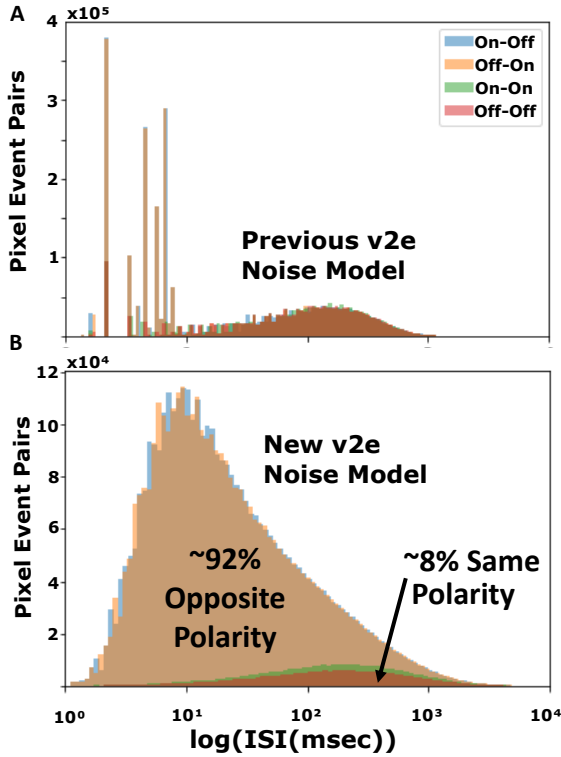 A
x10⁵
4
3
2
1
Pixel Event Pairs
On-Off
Off-On
On-On
Off-Off
Previous v2e
Noise Model
B
x10⁴
12
10
8
6
4
2
Pixel Event Pairs
New v2e
Noise Model
~92%
Opposite
Polarity
~8% Same
Polarity
10⁰ 10¹ 10² 10³ 10⁴
log(ISI(msec))